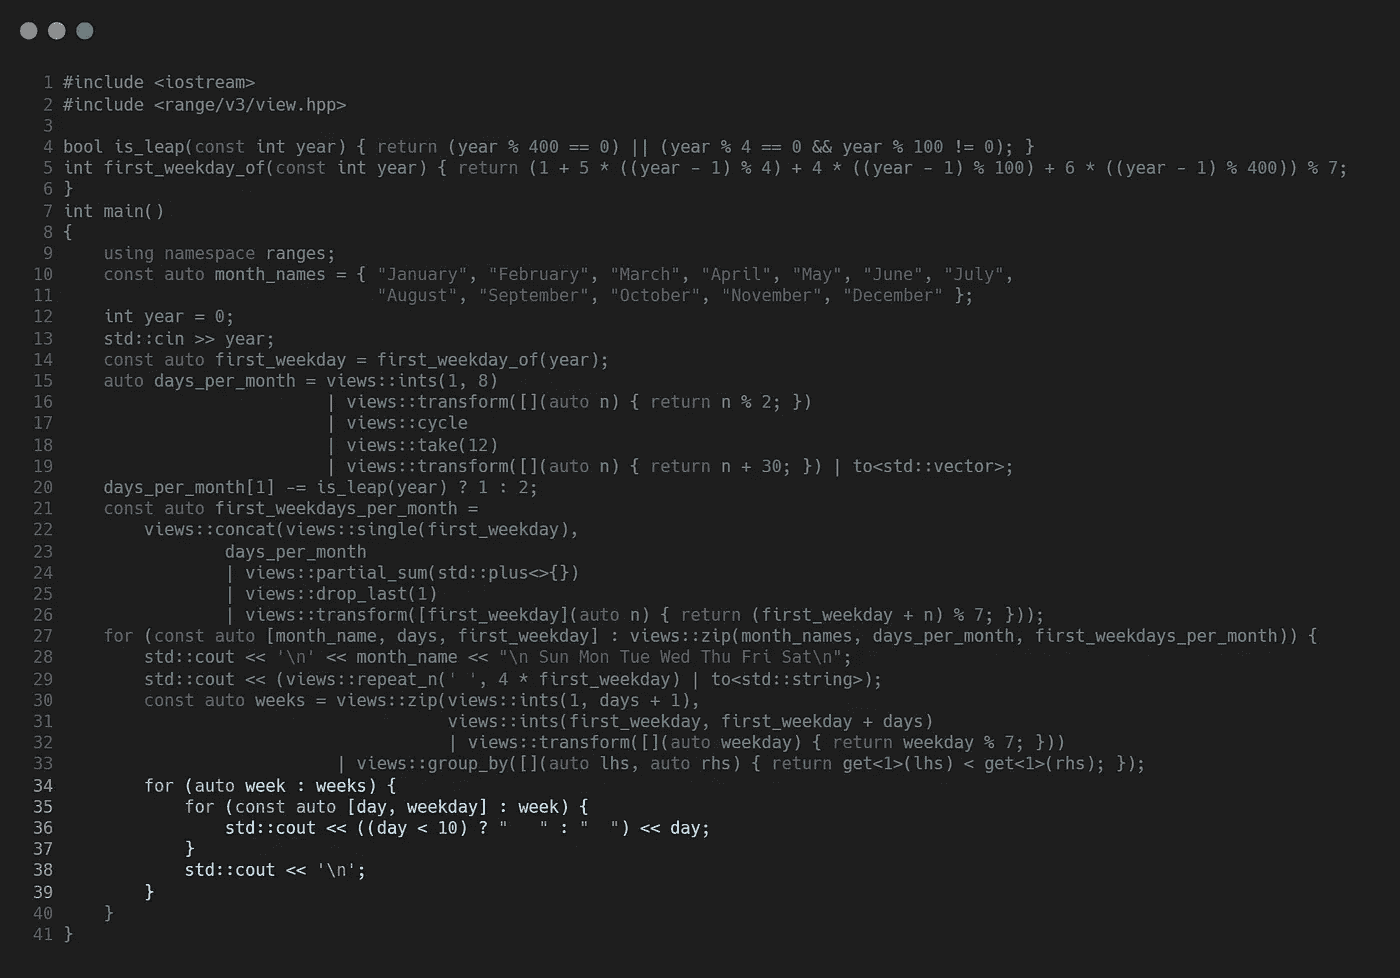 1 #include <iostream>
2 #include <range/v3/view.hpp>
3
4 bool is_leap(const int year) { return (year % 400 == 0) || (year % 4 == 0 && year % 100 != 0); }
5 int first_weekday_of(const int year) { return (1 + 5 * ((year - 1) % 4) + 4 * ((year - 1) % 100) + 6 * ((year - 1) % 400)) % 7;
6 }
7 int main()
8 {
9     using namespace ranges;
10     const auto month_names = { "January", "February", "March", "April", "May", "June", "July",
11                                "August", "September", "October", "November", "December" };
12     int year = 0;
13     std::cin >> year;
14     const auto first_weekday = first_weekday_of(year);
15     auto days_per_month = views::ints(1, 8)
16                           | views::transform([](auto n) { return n % 2; })
17                           | views::cycle
18                           | views::take(12)
19                           | views::transform([](auto n) { return n + 30; }) | to<std::vector>;
20     days_per_month[1] -= is_leap(year) ? 1 : 2;
21     const auto first_weekdays_per_month =
22         views::concat(views::single(first_weekday),
23                 days_per_month
24                 | views::partial_sum(std::plus<>{})
25                 | views::drop_last(1)
26                 | views::transform([first_weekday](auto n) { return (first_weekday + n) % 7; }));
27     for (const auto [month_name, days, first_weekday] : views::zip(month_names, days_per_month, first_weekdays_per_month)) {
28         std::cout << '\n' << month_name << "\n Sun Mon Tue Wed Thu Fri Sat\n";
29         std::cout << (views::repeat_n(' ', 4 * first_weekday) | to<std::string>);
30         const auto weeks = views::zip(views::ints(1, days + 1),
31                                       views::ints(first_weekday, first_weekday + days)
32                                       | views::transform([](auto weekday) { return weekday % 7; }))
33                            | views::group_by([](auto lhs, auto rhs) { return get<1>(lhs) < get<1>(rhs); });
34         for (auto week : weeks) {
35             for (const auto [day, weekday] : week) {
36                 std::cout << ((day < 10) ? "   " : "  ") << day;
37             }
38             std::cout << '\n';
39         }
40     }
41 }